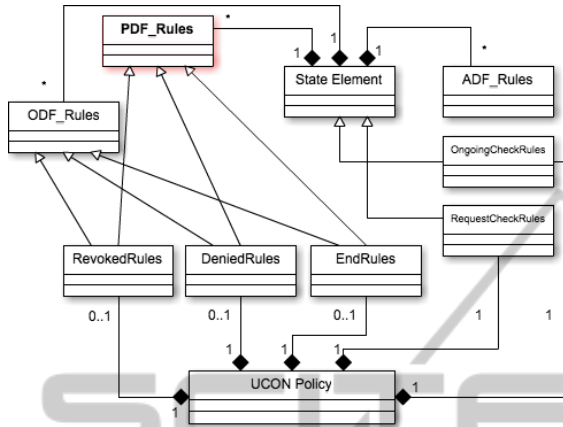 PDF_Rules
*
1
1
1
*
State Element
ADF_Rules
*
ODF_Rules
OngoingCheckRules
RequestCheckRules
RevokedRules
DeniedRules
EndRules
0..1
0..1
0..1
1
1
1
1
1
UCON Policy
1
1